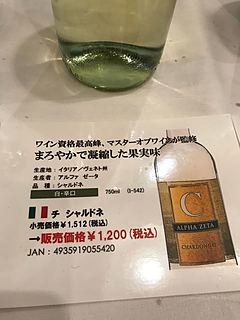 ワイン資格最高峰、マスターオブワインが監修
まろやかで凝縮した果実味
生産地：イタリア／ヴェネト州
生産者：アルファ ゼータ
品 種：シャルドネ
白・辛口 750ml (I-542)
チ シャルドネ
小売価格￥1,512(税込)
→販売価格￥1,200(税込)
JAN：4935919055420
C
ALPHA ZETA
CHARDONNAY